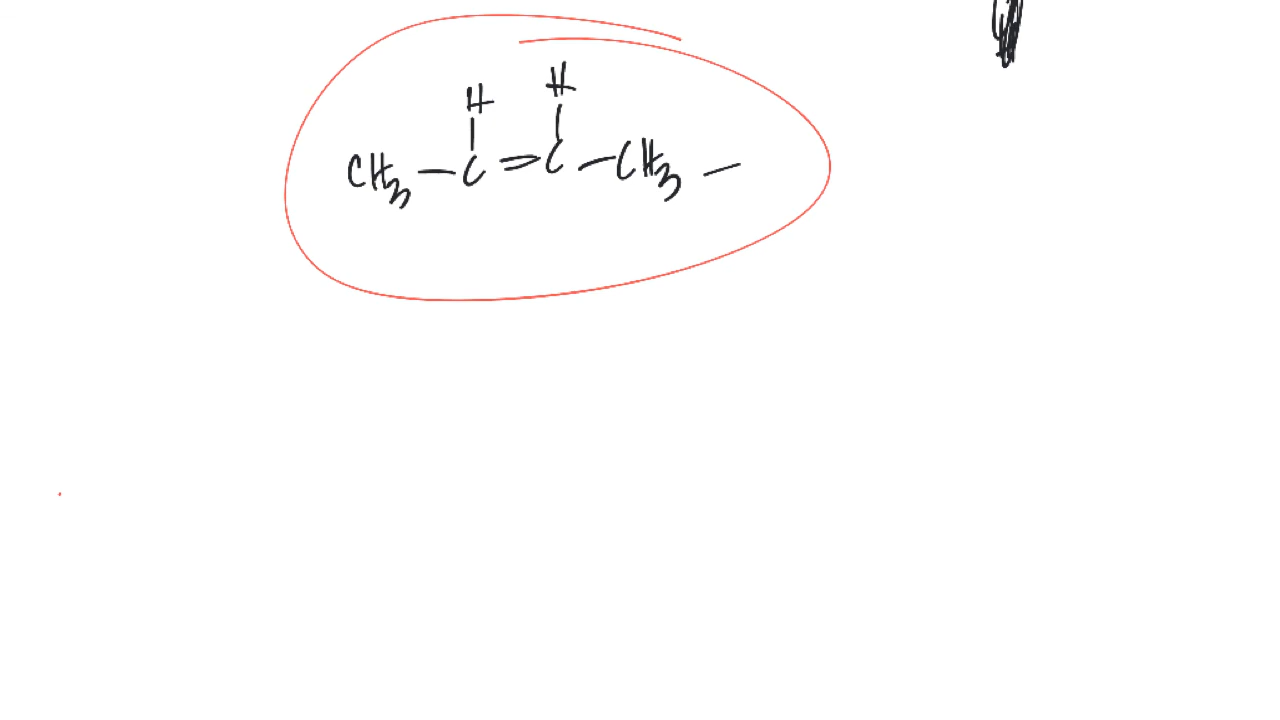 H H
CH₃ — C = C — CH₃ —